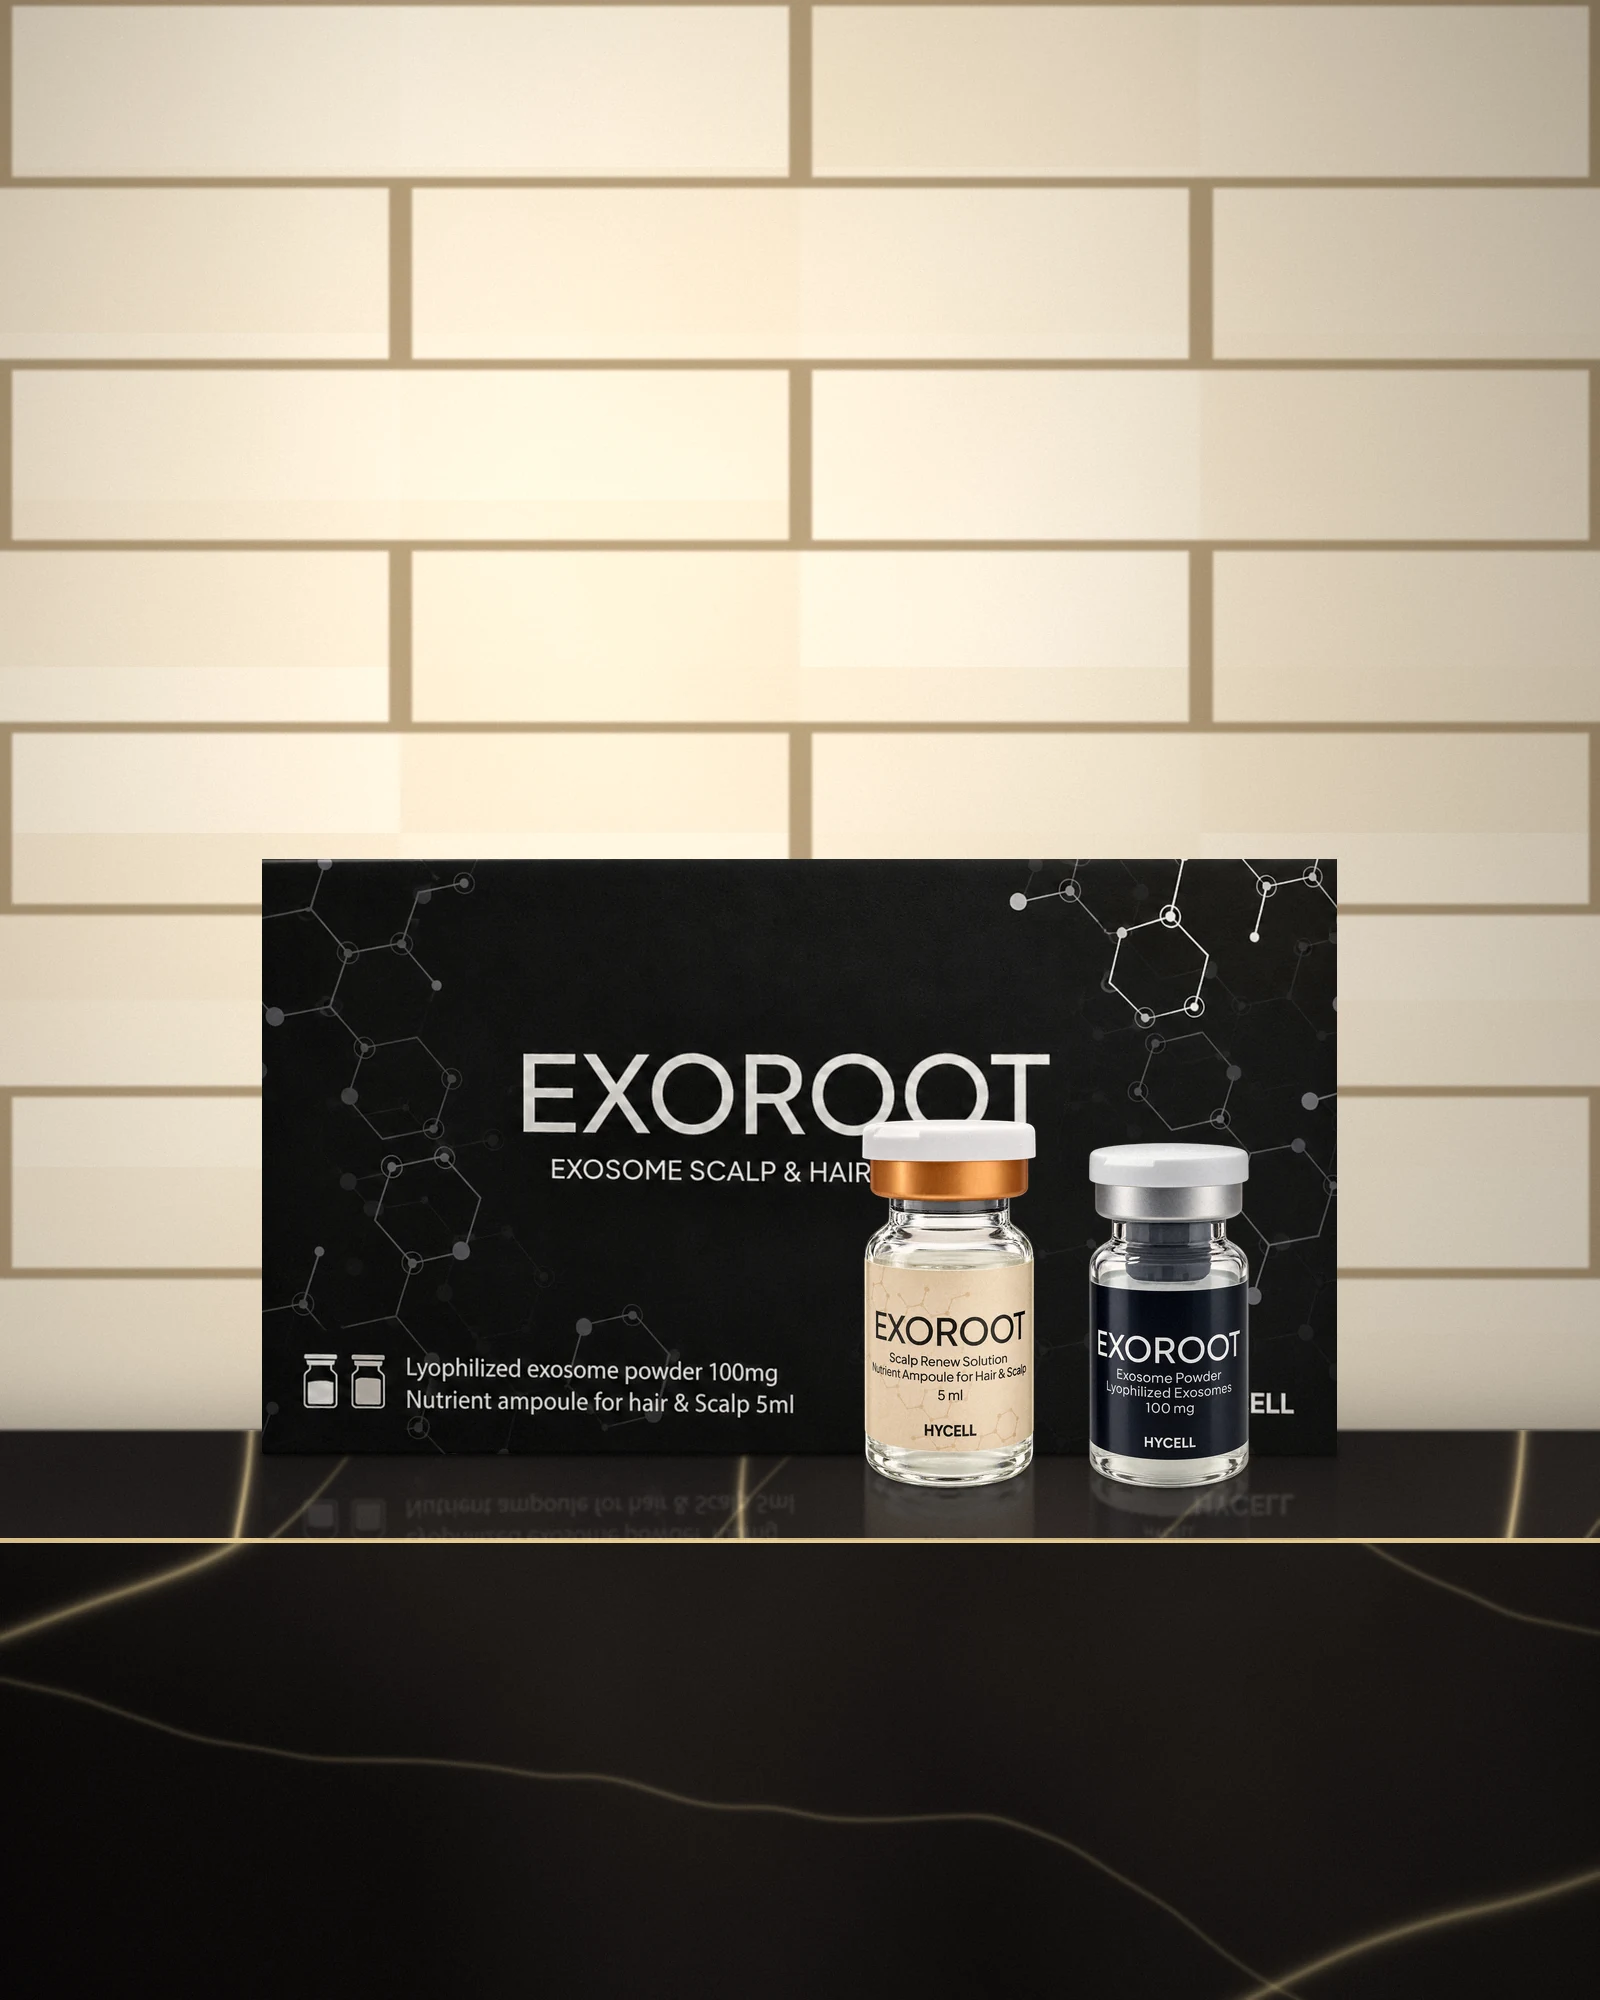 EXOROOT
EXOSOME SCALP & HAIR
Lyophilized exosome powder 100mg
Nutrient ampoule for hair & Scalp 5ml
ELL
EXOROOT
Scalp Renew Solution
Nutrient Ampoule for Hair & Scalp
5 ml
HYCELL
EXOROOT
Exosome Powder
Lyophilized Exosomes
100 mg
HYCELL